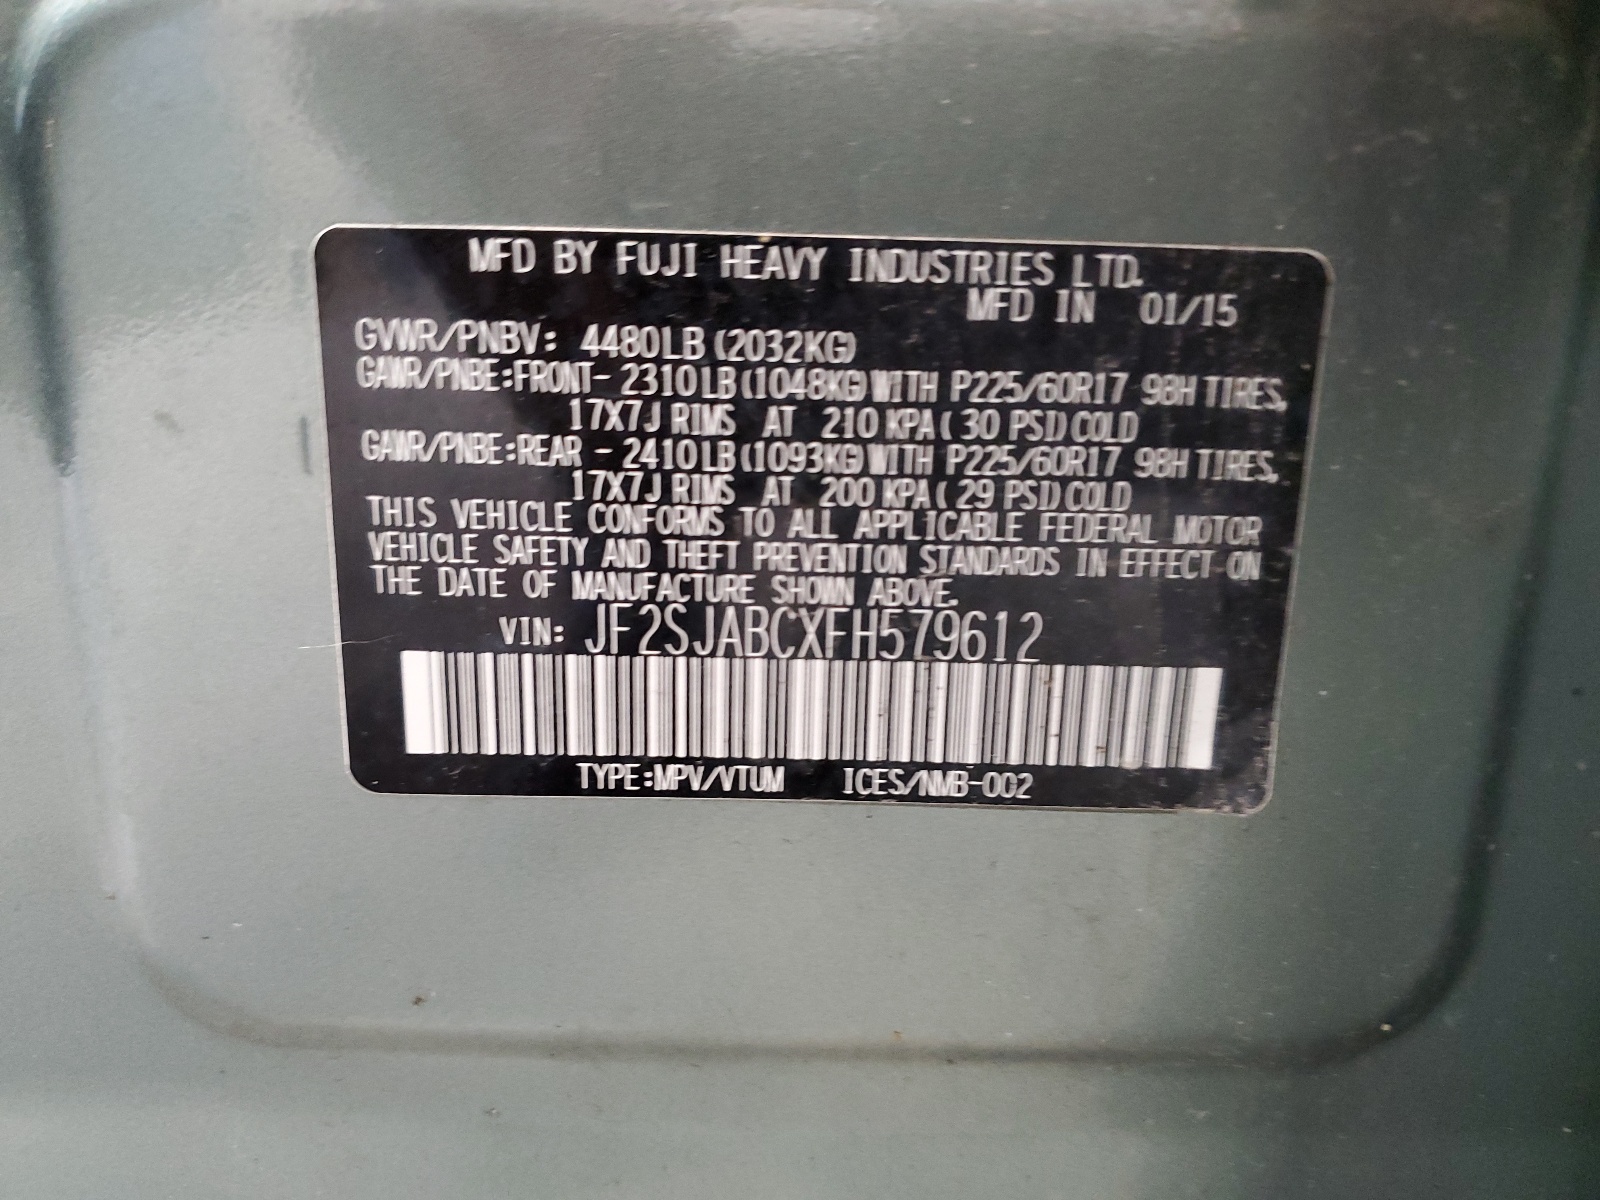 MFD BY FUJI HEAVY INDUSTRIES LTD.
MFD IN 01/15
GVWR/PNBV: 4480LB (2032KG)
GAWR/PNBE:FRONT- 2310LB (1048KG) WITH P225/60R17 98H TIRES,
17X7J RIMS AT 210 KPA( 30 PSI) COLD
GAWR/PNBE:REAR - 2410LB (1093KG) WITH P225/60R17 98H TIRES,
17X7J RIMS AT 200 KPA( 29 PSI) COLD
THIS VEHICLE CONFORMS TO ALL APPLICABLE FEDERAL MOTOR
VEHICLE SAFETY AND THEFT PREVENTION STANDARDS IN EFFECT ON
THE DATE OF MANUFACTURE SHOWN ABOVE.
VIN: JF2SJABCXFH579612
TYPE:MPV/VTUM ICES/NMB-002